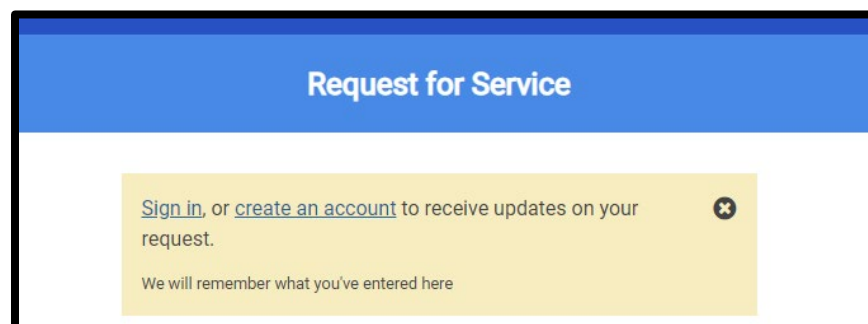 Request for Service
Sign in, or create an account to receive updates on your
request.
We will remember what you've entered here